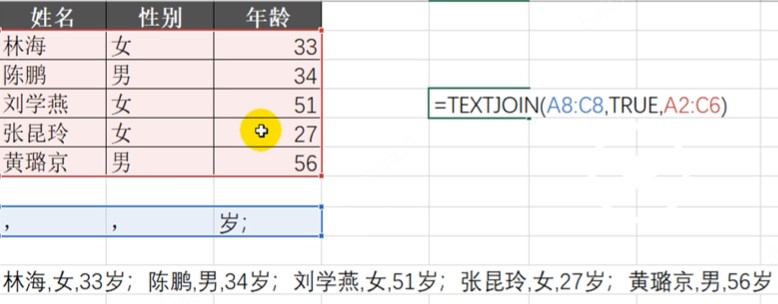 姓名 性别 年龄
林海 女 33
陈鹏 男 34
刘学燕 女 51
=TEXTJOIN(A8:C8,TRUE,A2:C6)
张昆玲 女 27
黄璐京 男 56
, , 岁;
林海,女,33岁; 陈鹏,男,34岁; 刘学燕,女,51岁; 张昆玲,女,27岁; 黄璐京,男,56岁